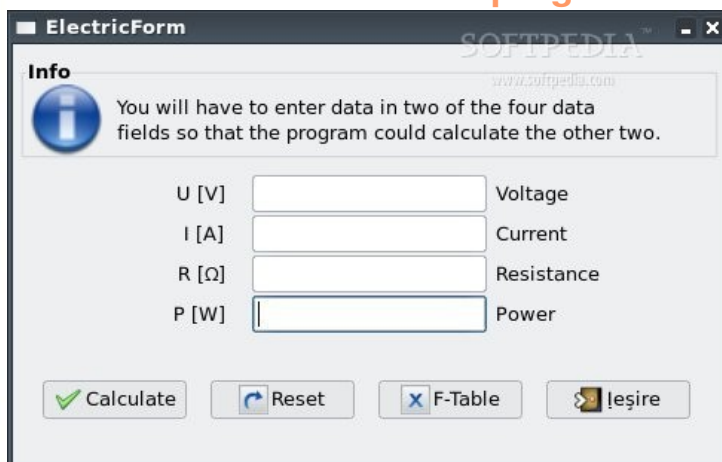 ElectricForm
SOFTPEDIA™
www.softpedia.com
Info
You will have to enter data in two of the four data
fields so that the program could calculate the other two.
U [V] Voltage
I [A] Current
R [Ω] Resistance
P [W] Power
Calculate Reset F-Table Ieşire